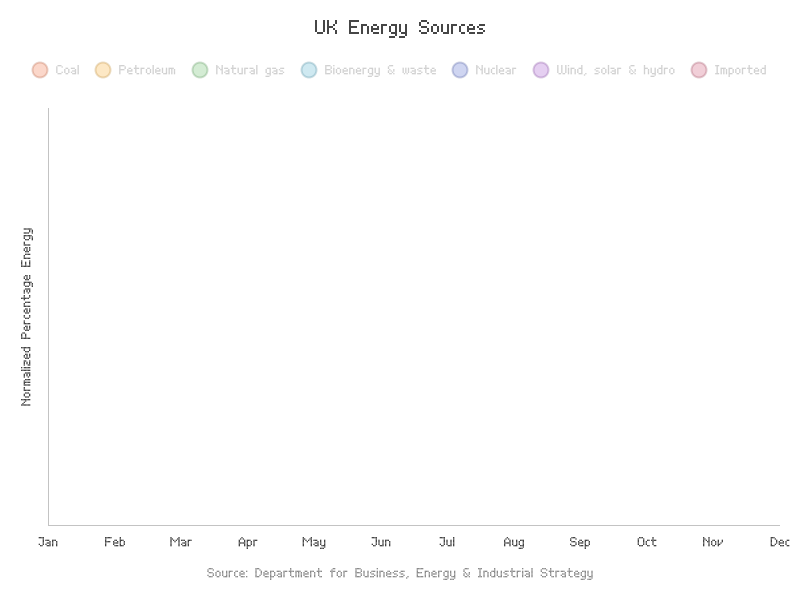 UK Energy Sources
Coal Petroleum Natural gas Bioenergy & waste Nuclear Wind, solar & hydro Imported
Normalized Percentage Energy
Jan Feb Mar Apr May Jun Jul Aug Sep Oct Nov Dec
Source: Department for Business, Energy & Industrial Strategy